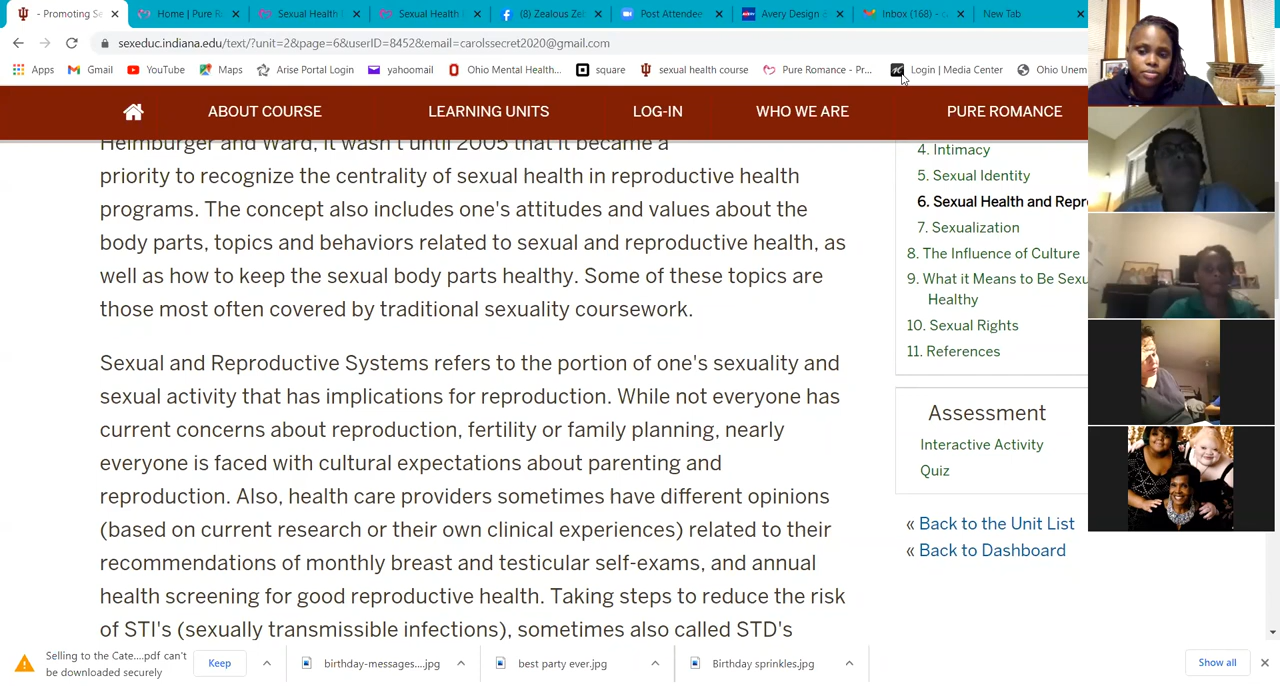 - Promoting Se
Home | Pure R
Sexual Health
Sexual Health
(8) Zealous Ze
Post Attendee
Avery Design &
Inbox (168) -
New Tab
sexeduc.indiana.edu/text/?unit=2&page=6&userID=8452&email=carolssecret2020@gmail.com
Apps
Gmail
YouTube
Maps
Arise Portal Login
yahoomail
Ohio Mental Health...
square
sexual health course
Pure Romance - Pr...
Login | Media Center
Ohio Unem
ABOUT COURSE
LEARNING UNITS
LOG-IN
WHO WE ARE
PURE ROMANCE
Heimburger and Ward, it wasn't until 2005 that it became a
priority to recognize the centrality of sexual health in reproductive health
programs. The concept also includes one's attitudes and values about the
body parts, topics and behaviors related to sexual and reproductive health, as
well as how to keep the sexual body parts healthy. Some of these topics are
those most often covered by traditional sexuality coursework.
Sexual and Reproductive Systems refers to the portion of one's sexuality and
sexual activity that has implications for reproduction. While not everyone has
current concerns about reproduction, fertility or family planning, nearly
everyone is faced with cultural expectations about parenting and
reproduction. Also, health care providers sometimes have different opinions
(based on current research or their own clinical experiences) related to their
recommendations of monthly breast and testicular self-exams, and annual
health screening for good reproductive health. Taking steps to reduce the risk
of STI's (sexually transmissible infections), sometimes also called STD's
4. Intimacy
5. Sexual Identity
6. Sexual Health and Repr
7. Sexualization
8. The Influence of Culture
9. What it Means to Be Sexu
Healthy
10. Sexual Rights
11. References
Assessment
Interactive Activity
Quiz
« Back to the Unit List
« Back to Dashboard
Selling to the Cate....pdf can't
be downloaded securely
Keep
birthday-messages....jpg
best party ever.jpg
Birthday sprinkles.jpg
Show all